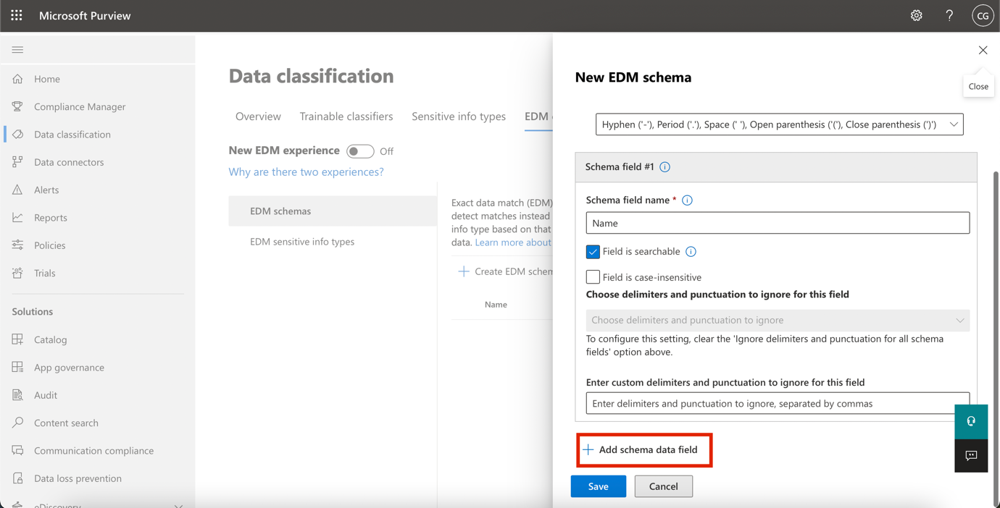 Microsoft Purview
CG
Home
Compliance Manager
Data classification
Data connectors
Alerts
Reports
Policies
Trials
Solutions
Catalog
App governance
Audit
Content search
Communication compliance
Data loss prevention
eDiscovery
Data classification
Overview
Trainable classifiers
Sensitive info types
EDM
New EDM experience
Off
Why are there two experiences?
EDM schemas
EDM sensitive info types
Exact data match (EDM)
detect matches instead
info type based on that
data. Learn more about
Create EDM schem
Name
Close
New EDM schema
Hyphen ('-'), Period ('.'), Space (' '), Open parenthesis ('('), Close parenthesis (')')
Schema field #1
Schema field name *
Name
Field is searchable
Field is case-insensitive
Choose delimiters and punctuation to ignore for this field
Choose delimiters and punctuation to ignore
To configure this setting, clear the 'Ignore delimiters and punctuation for all schema
fields' option above.
Enter custom delimiters and punctuation to ignore for this field
Enter delimiters and punctuation to ignore, separated by commas
Add schema data field
Save
Cancel